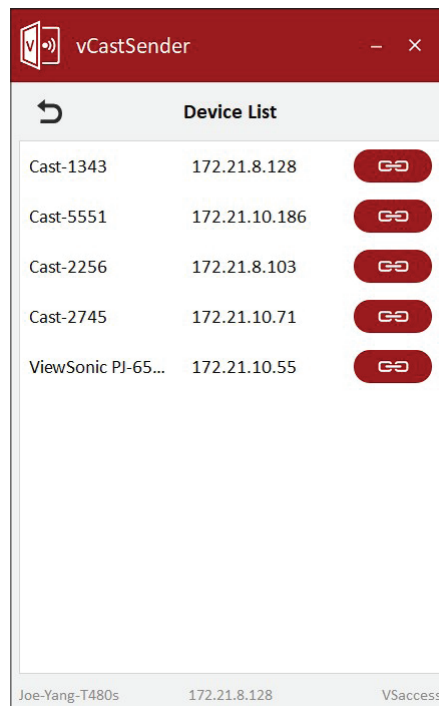 V
vCastSender
Device List
Cast-1343 172.21.8.128
Cast-5551 172.21.10.186
Cast-2256 172.21.8.103
Cast-2745 172.21.10.71
ViewSonic PJ-65... 172.21.10.55
Joe-Yang-T480s 172.21.8.128 VSaccess